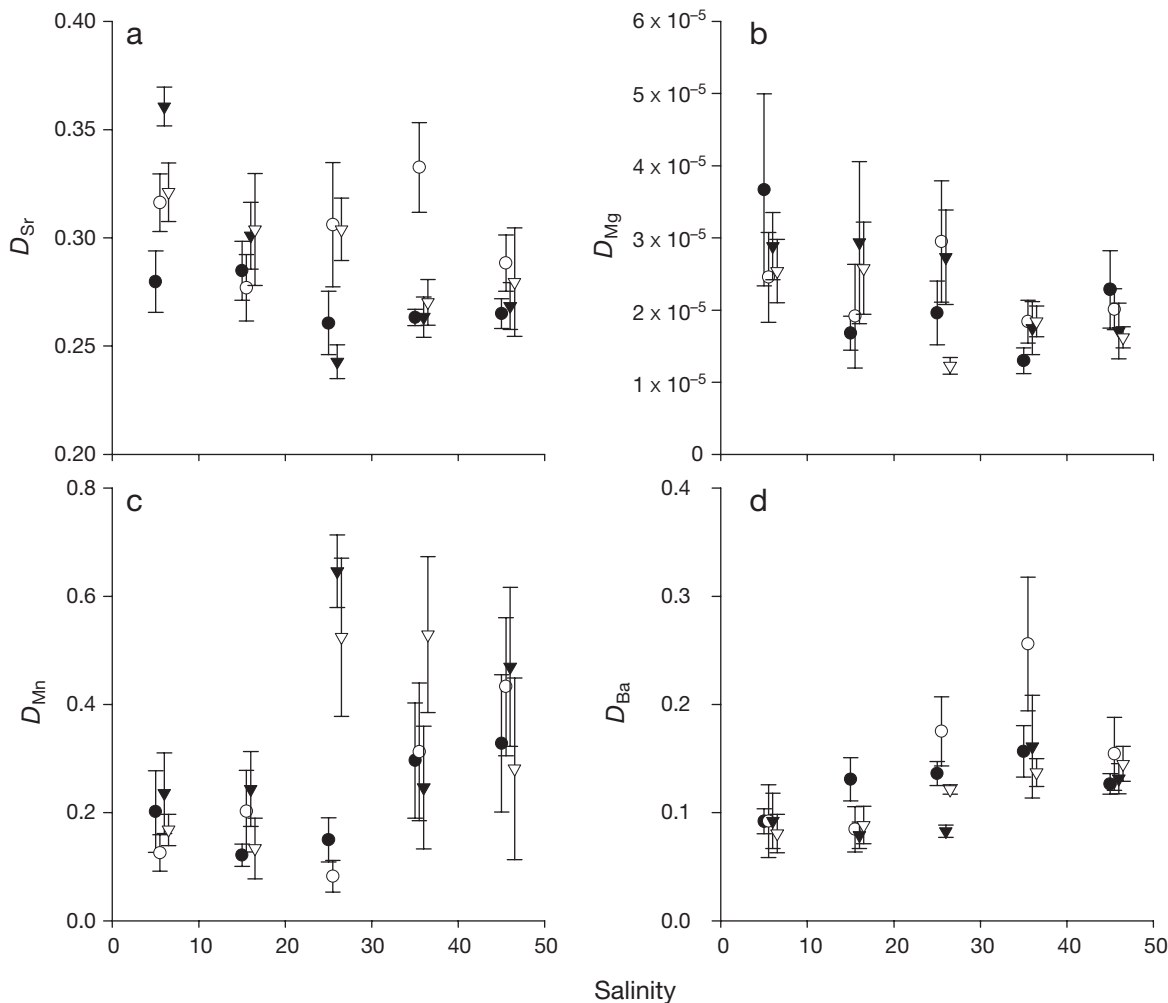 a
0.40
0.35
0.30
0.25
0.20
D_Sr
b
6 x 10⁻⁵
5 x 10⁻⁵
4 x 10⁻⁵
3 x 10⁻⁵
2 x 10⁻⁵
1 x 10⁻⁵
0
D_Mg
c
0.8
0.6
0.4
0.2
0.0
D_Mn
0 10 20 30 40 50
d
0.4
0.3
0.2
0.1
0.0
D_Ba
0 10 20 30 40 50
Salinity